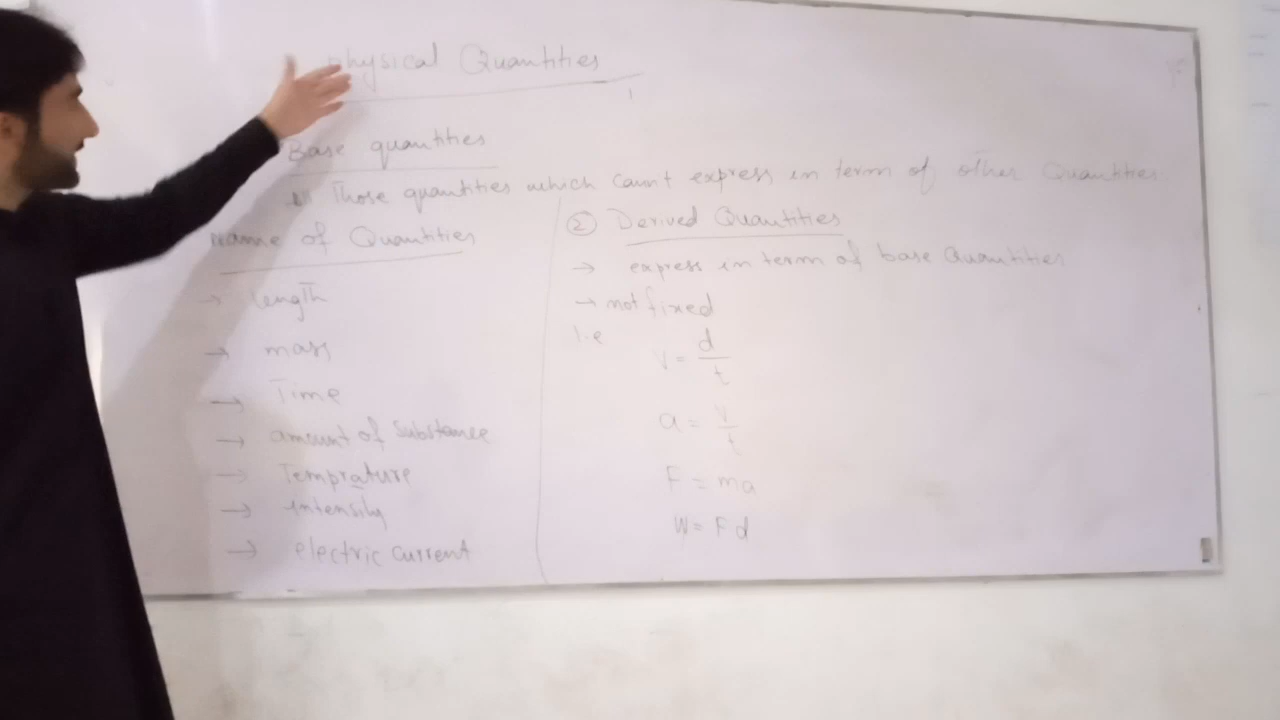 Physical Quantities
Base quantities
Those quantities which cannt express in term of other Quantities
Name of Quantities
→ length
→ mass
→ Time
→ amount of Substance
→ Temprature
→ intensity
→ electric current
② Derived Quantities
→ express in term of base Quantities
→ not fixed
i.e
v = d/t
a = v/t
F = ma
W = Fd